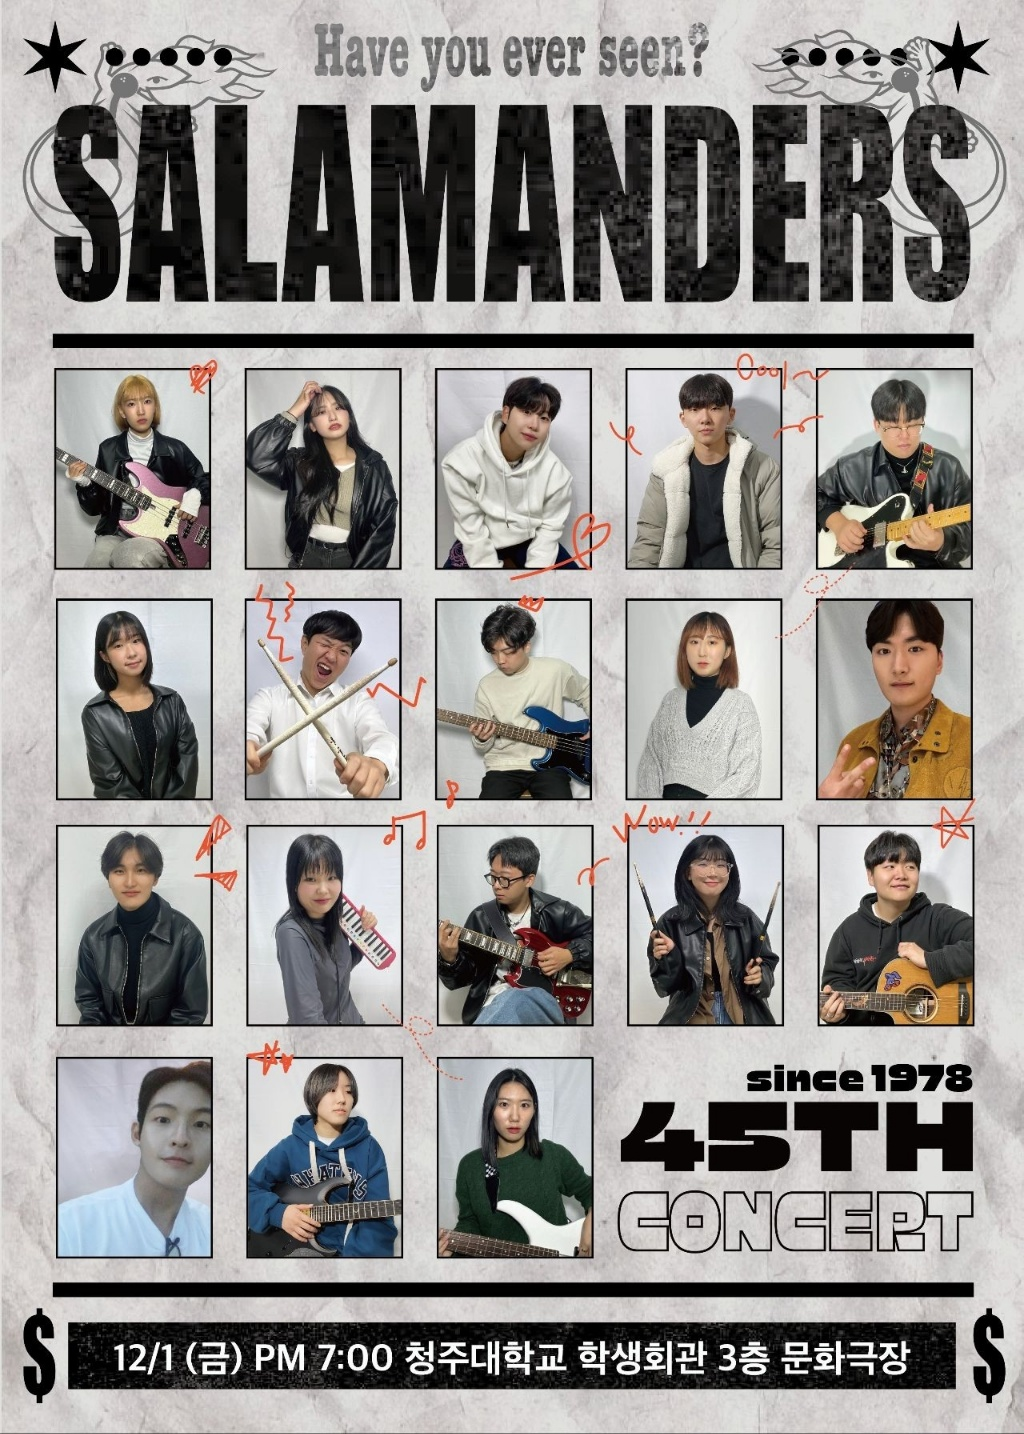 Have you ever seen?
SALAMANDERS
Cool~
Wow!!
since 1978
45TH
CONCERT
$ 12/1 (금) PM 7:00 청주대학교 학생회관 3층 문화극장 $